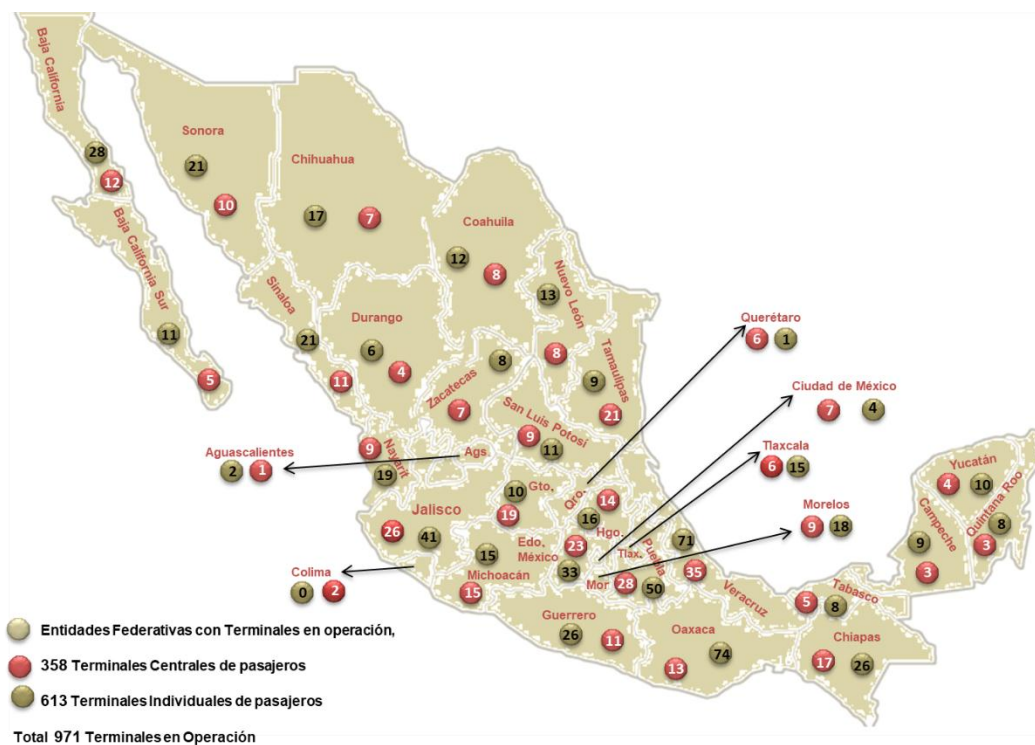 Baja California
28
12
Sonora
21
10
Chihuahua
17
7
Coahuila
12
8
Nuevo León
13
8
Baja California Sur
11
5
Sinaloa
21
11
Durango
6
4
Zacatecas
8
7
Tamaulipas
9
21
San Luis Potosí
9
11
Querétaro
6 1
Ciudad de México
7 4
Tlaxcala
6 15
Morelos
9 18
Aguascalientes
2 1
Ags.
Nayarit
9
19
Jalisco
26 41
Gto.
10
19
Qro.
14
16
Hgo.
Edo.
México
23
33
Tlax.
Mor
Puebla
28 50
71
35
Veracruz
Michoacán
15
15
Colima
0 2
Guerrero
26 11
Oaxaca
13 74
Tabasco
5 8
Chiapas
17 26
Campeche
9
3
Yucatán
4 10
Quintana Roo
8
3
Entidades Federativas con Terminales en operación,
358 Terminales Centrales de pasajeros
613 Terminales Individuales de pasajeros
Total 971 Terminales en Operación